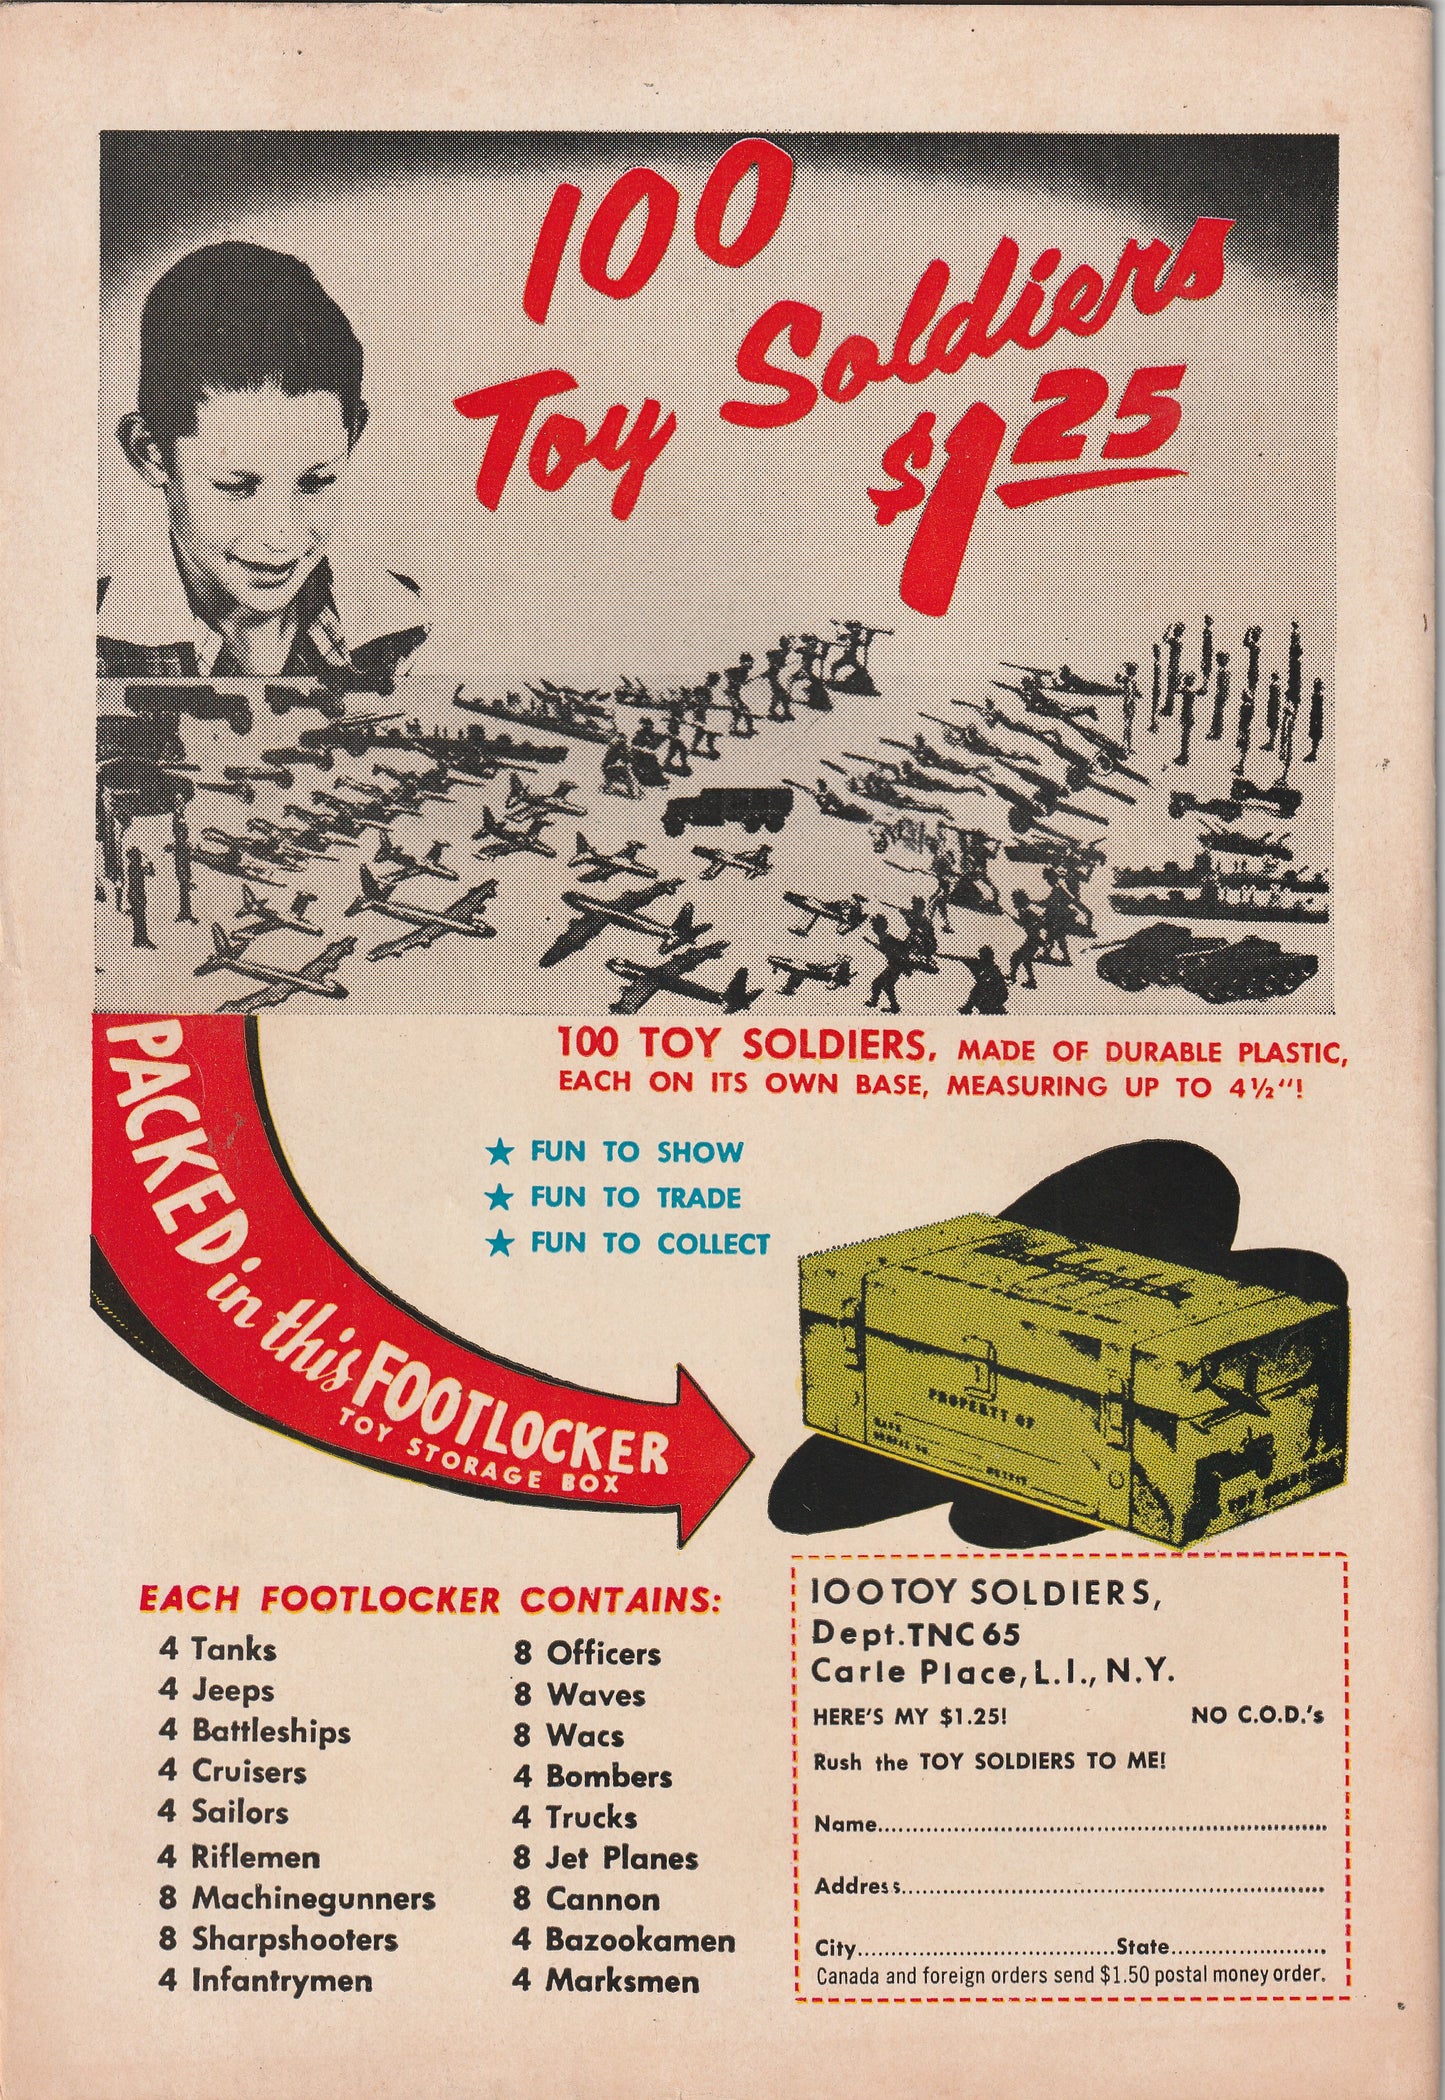 100
Toy Soldiers
$1.25
100 TOY SOLDIERS, MADE OF DURABLE PLASTIC,
EACH ON ITS OWN BASE, MEASURING UP TO 4½"!
★ FUN TO SHOW
★ FUN TO TRADE
★ FUN TO COLLECT
PACKED in this FOOTLOCKER
TOY STORAGE BOX
PROPERTY OF
EACH FOOTLOCKER CONTAINS:
4 Tanks
4 Jeeps
4 Battleships
4 Cruisers
4 Sailors
4 Riflemen
8 Machinegunners
8 Sharpshooters
4 Infantrymen
8 Officers
8 Waves
8 Wacs
4 Bombers
4 Trucks
8 Jet Planes
8 Cannon
4 Bazookamen
4 Marksmen
100 TOY SOLDIERS,
Dept. TNC 65
Carle Place, L.I., N.Y.
HERE'S MY $1.25! NO C.O.D.'s
Rush the TOY SOLDIERS TO ME!
Name
Address
City State
Canada and foreign orders send $1.50 postal money order.